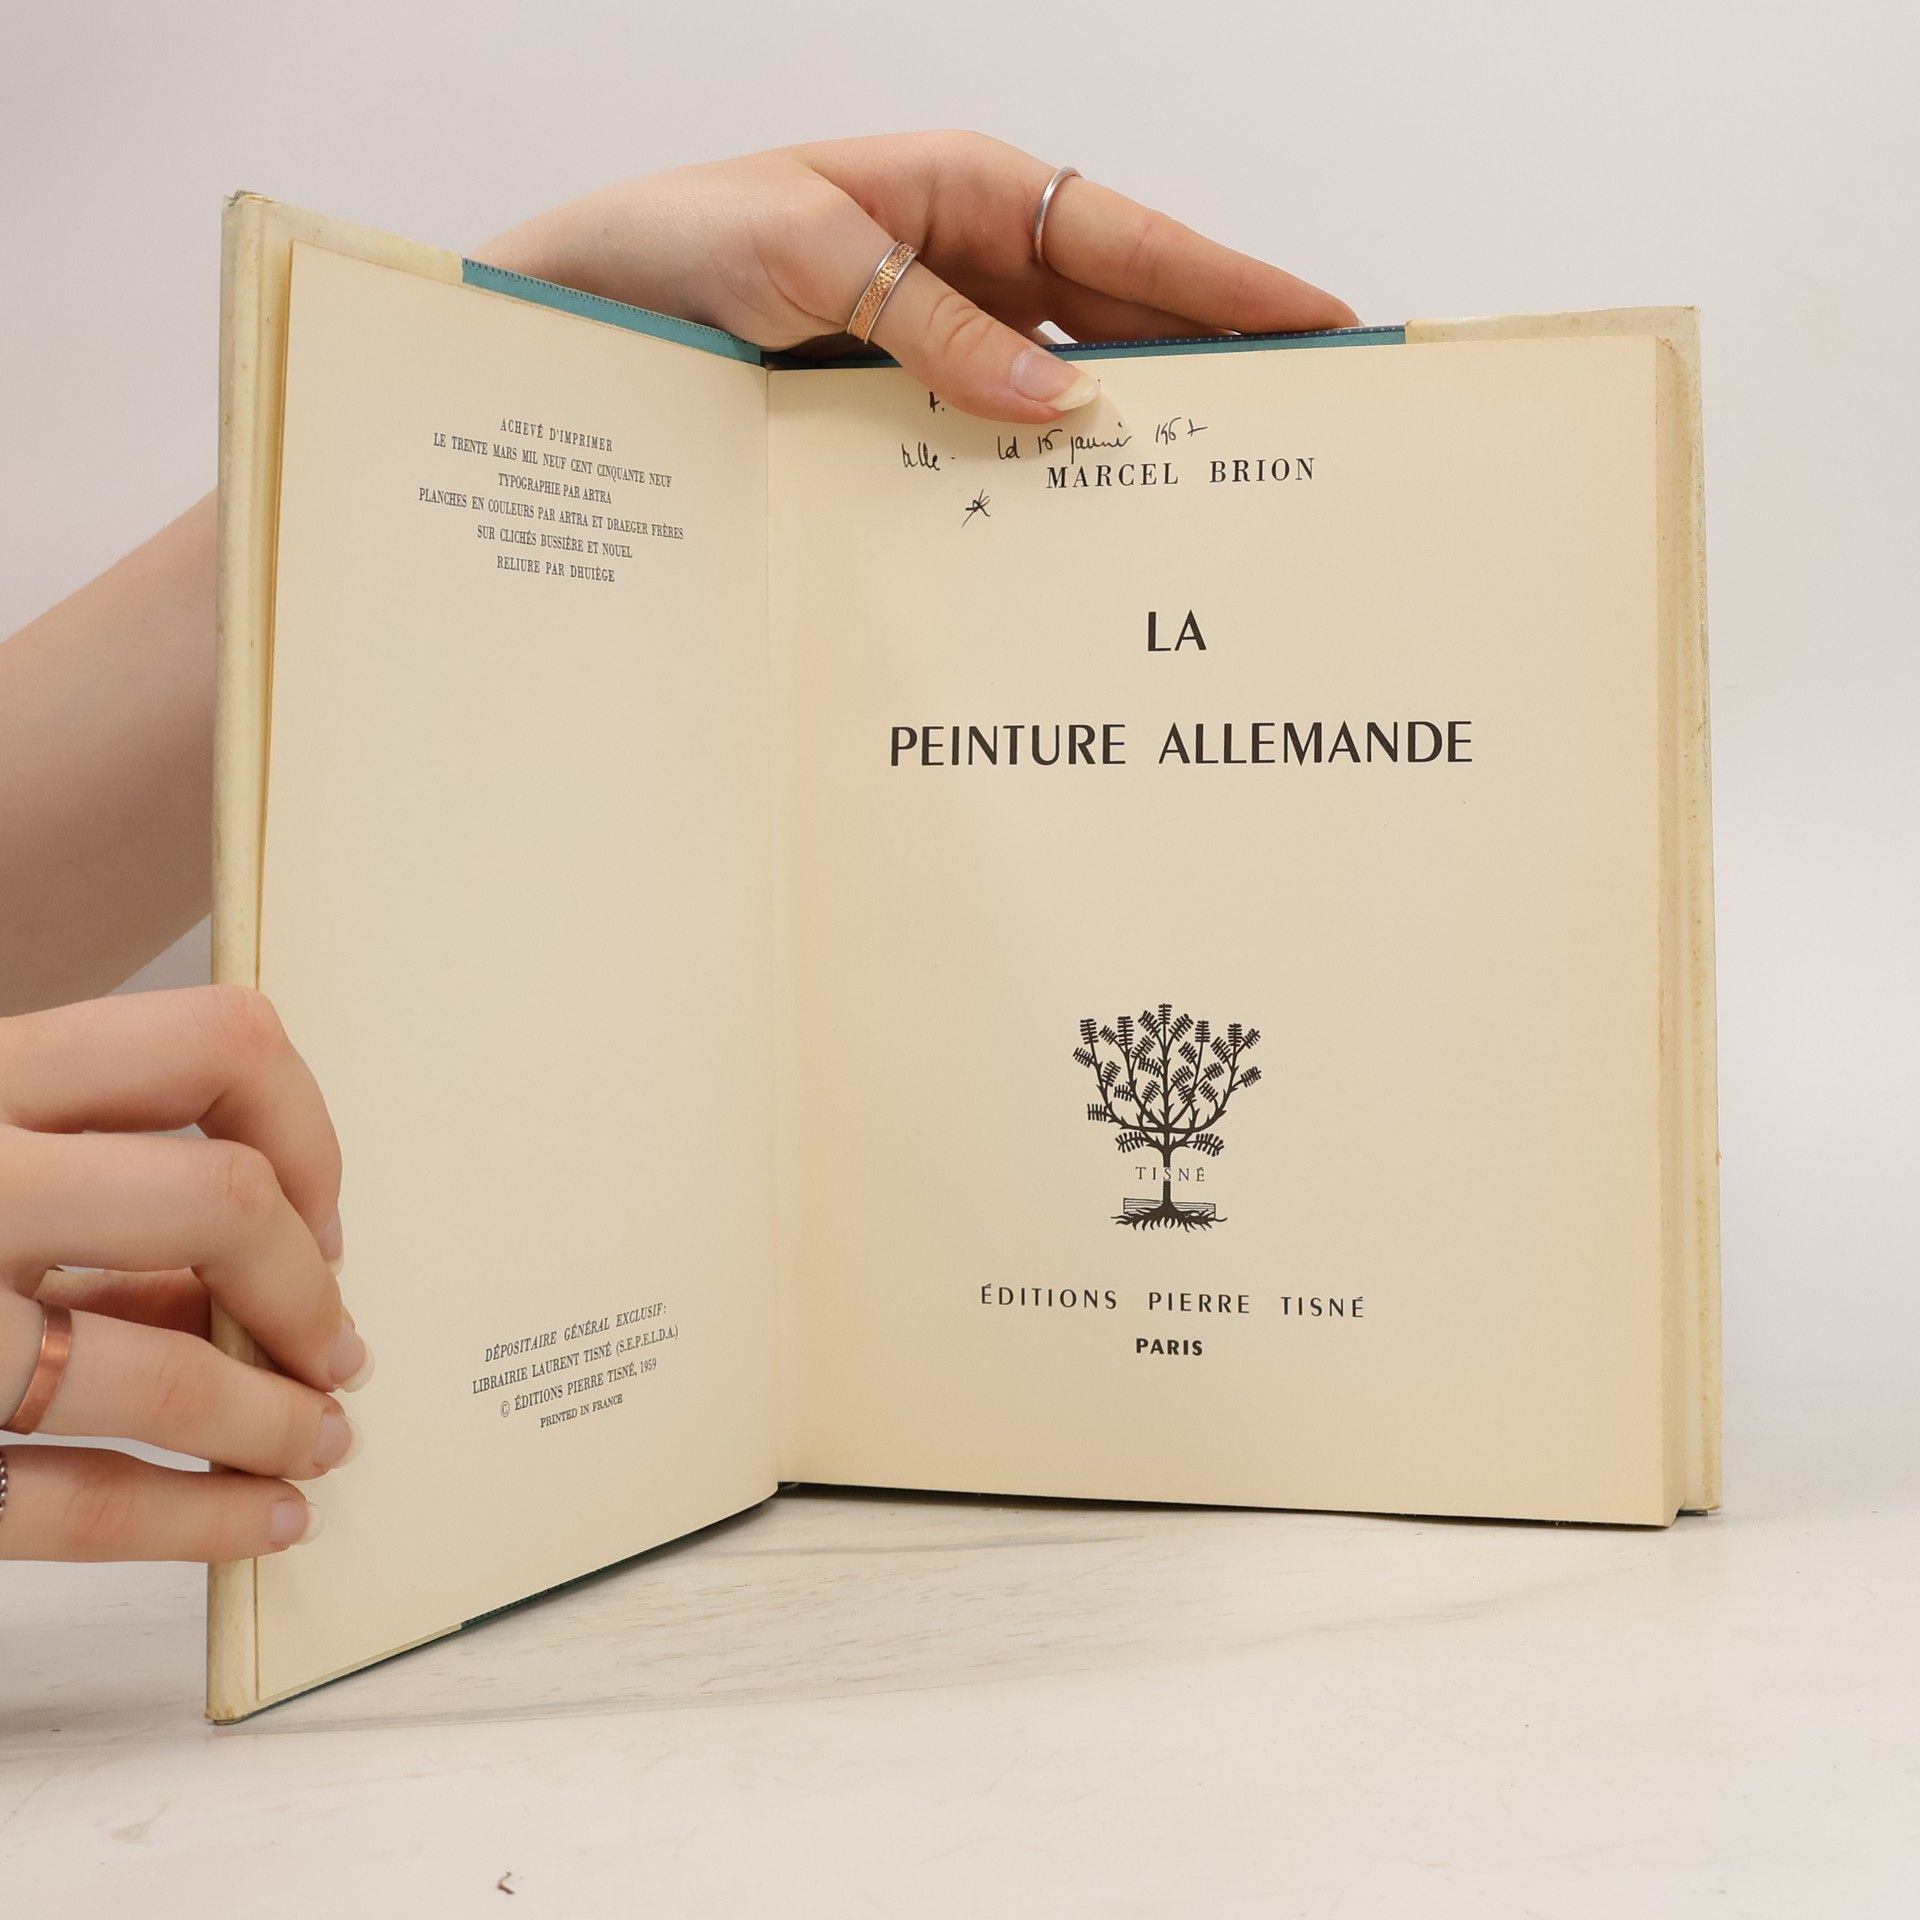 ACHEVÉ D'IMPRIMER
LE TRENTE MARS MIL NEUF CENT CINQUANTE NEUF
TYPOGRAPHIE PAR ARTRA
PLANCHES EN COULEURS PAR ARTRA ET DRAEGER FRÈRES
SUR CLICHÉS BUSSIÈRE ET NOUEL
RELIURE PAR DHUIÈGE
DÉPOSITAIRE GÉNÉRAL EXCLUSIF:
LIBRAIRIE LAURENT TISNÉ (S.E.P.E.L.D.A.)
© ÉDITIONS PIERRE TISNÉ, 1959
PRINTED IN FRANCE
janvier 1967
MARCEL BRION
LA
PEINTURE ALLEMANDE
TISNÉ
ÉDITIONS PIERRE TISNÉ
PARIS